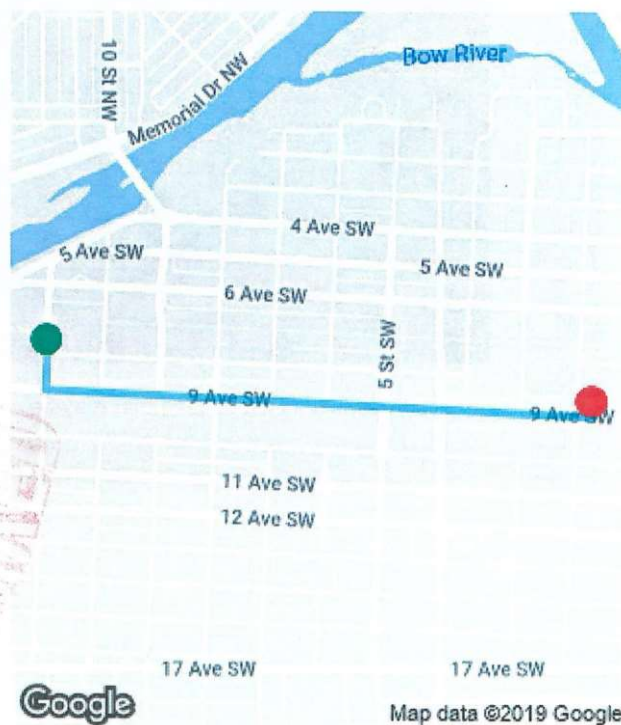 Bow River
10 St NW
Memorial Dr NW
4 Ave SW
5 Ave SW
5 Ave SW
6 Ave SW
5 St SW
9 Ave SW
9 Ave SW
11 Ave SW
12 Ave SW
17 Ave SW
17 Ave SW
Google
Map data ©2019 Google